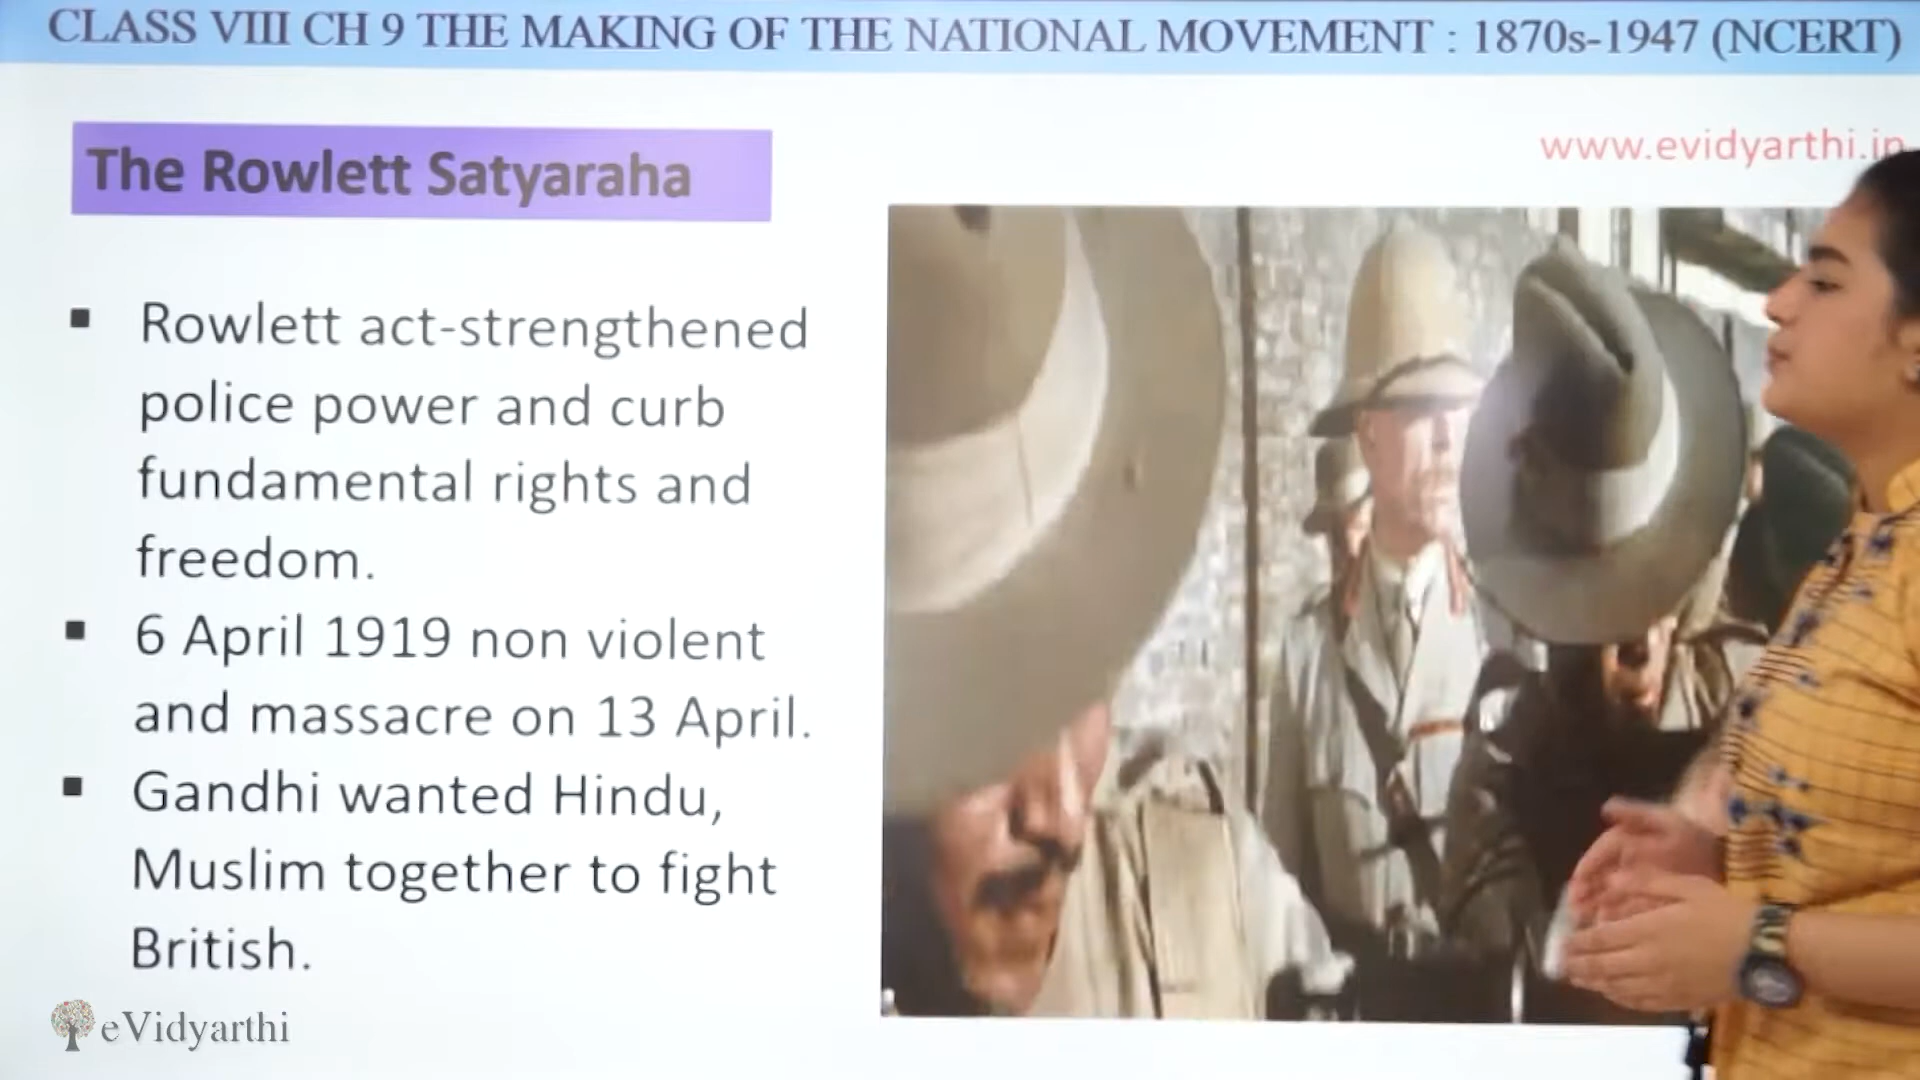 CLASS VIII CH 9 THE MAKING OF THE NATIONAL MOVEMENT : 1870s-1947 (NCERT)
www.evidyarthi.in
The Rowlett Satyaraha
▪ Rowlett act-strengthened
police power and curb
fundamental rights and
freedom.
▪ 6 April 1919 non violent
and massacre on 13 April.
▪ Gandhi wanted Hindu,
Muslim together to fight
British.
eVidyarthi